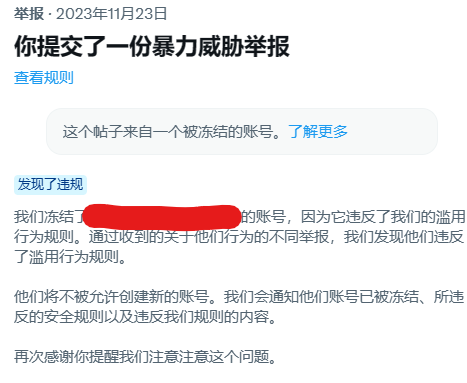 举报 · 2023年11月23日
你提交了一份暴力威胁举报
查看规则
这个帖子来自一个被冻结的账号。了解更多
发现了违规
我们冻结了的账号，因为它违反了我们的滥用
行为规则。通过收到的关于他们行为的不同举报，我们发现他们违反
了滥用行为规则。
他们将不被允许创建新的账号。我们会通知他们账号已被冻结、所违
反的安全规则以及违反我们规则的内容。
再次感谢你提醒我们注意注意这个问题。